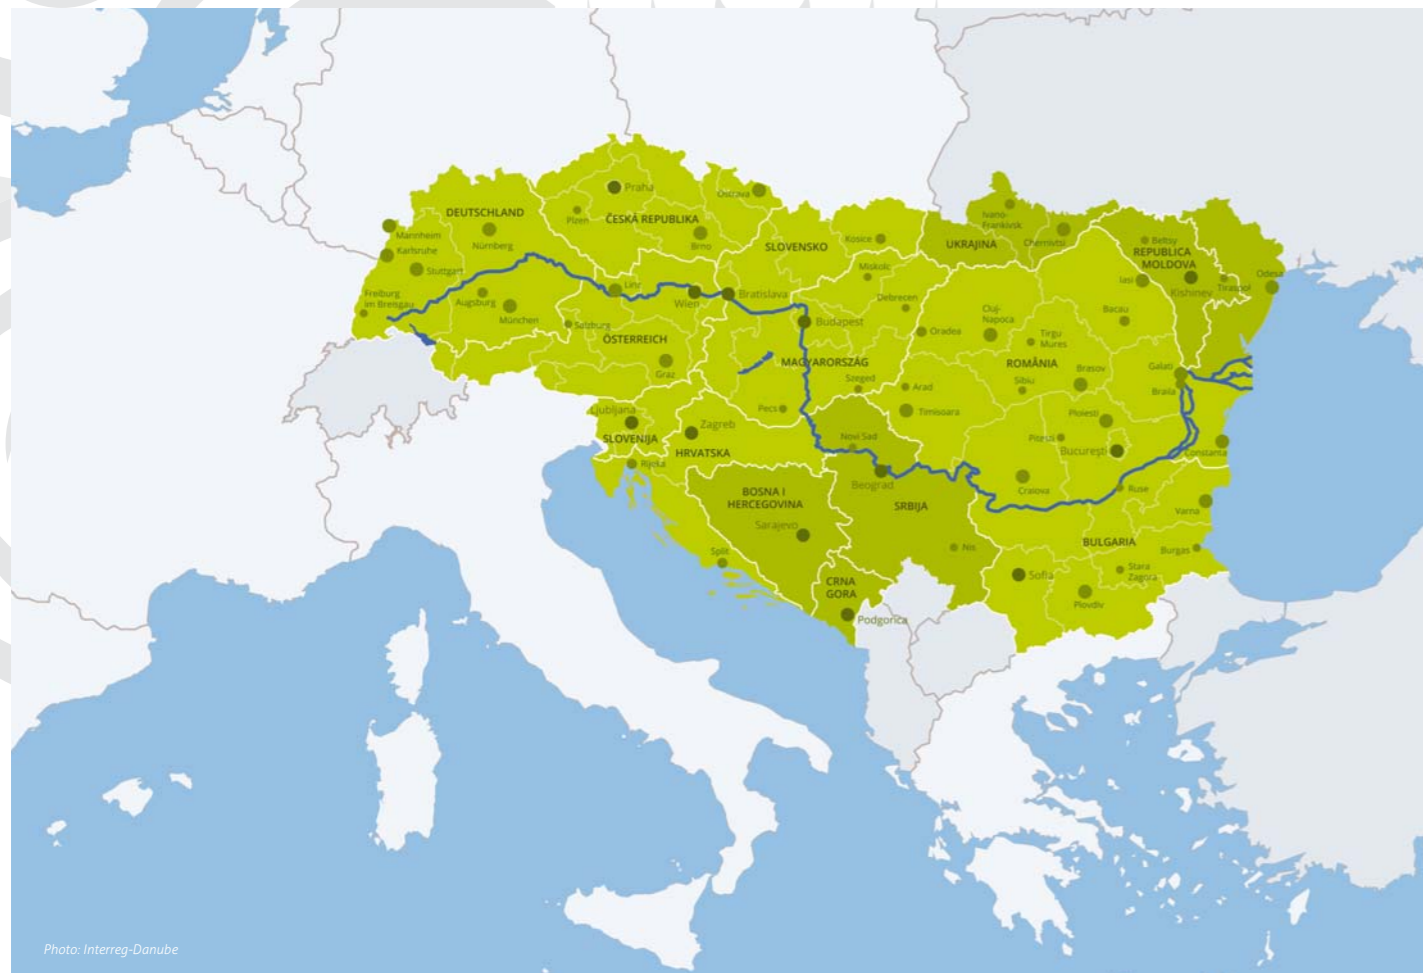 Praha
Ostrava
DEUTSCHLAND
Plzen
ČESKÁ REPUBLIKA
Ivano-
Frankivsk
Mannheim
Nürnberg
Brno
SLOVENSKO
Kosice
UKRAJINA
Chernivtsi
Beltsy
Karlsruhe
REPUBLICA
MOLDOVA
Stuttgart
Miskolc
Iasi
Kishinev
Tiraspol
Odesa
Freiburg
im Breisgau
Augsburg
München
Linz
Wien
Bratislava
Debrecen
Salzburg
Budapest
Oradea
Cluj-
Napoca
Bacau
Tirgu
Mures
ÖSTERREICH
Graz
MAGYARORSZÁG
ROMÂNIA
Galati
Szeged
Arad
Sibiu
Brasov
Braila
Ljubljana
Pecs
Timisoara
Ploiesti
Zagreb
SLOVENIJA
HRVATSKA
Novi Sad
Pitesti
Bucureşti
Constanta
Rijeka
Beograd
Craiova
Ruse
BOSNA I
HERCEGOVINA
SRBIJA
Varna
Sarajevo
BULGARIA
Split
Nis
Burgas
CRNA
GORA
Sofia
Stara
Zagora
Plovdiv
Podgorica
Photo: Interreg-Danube